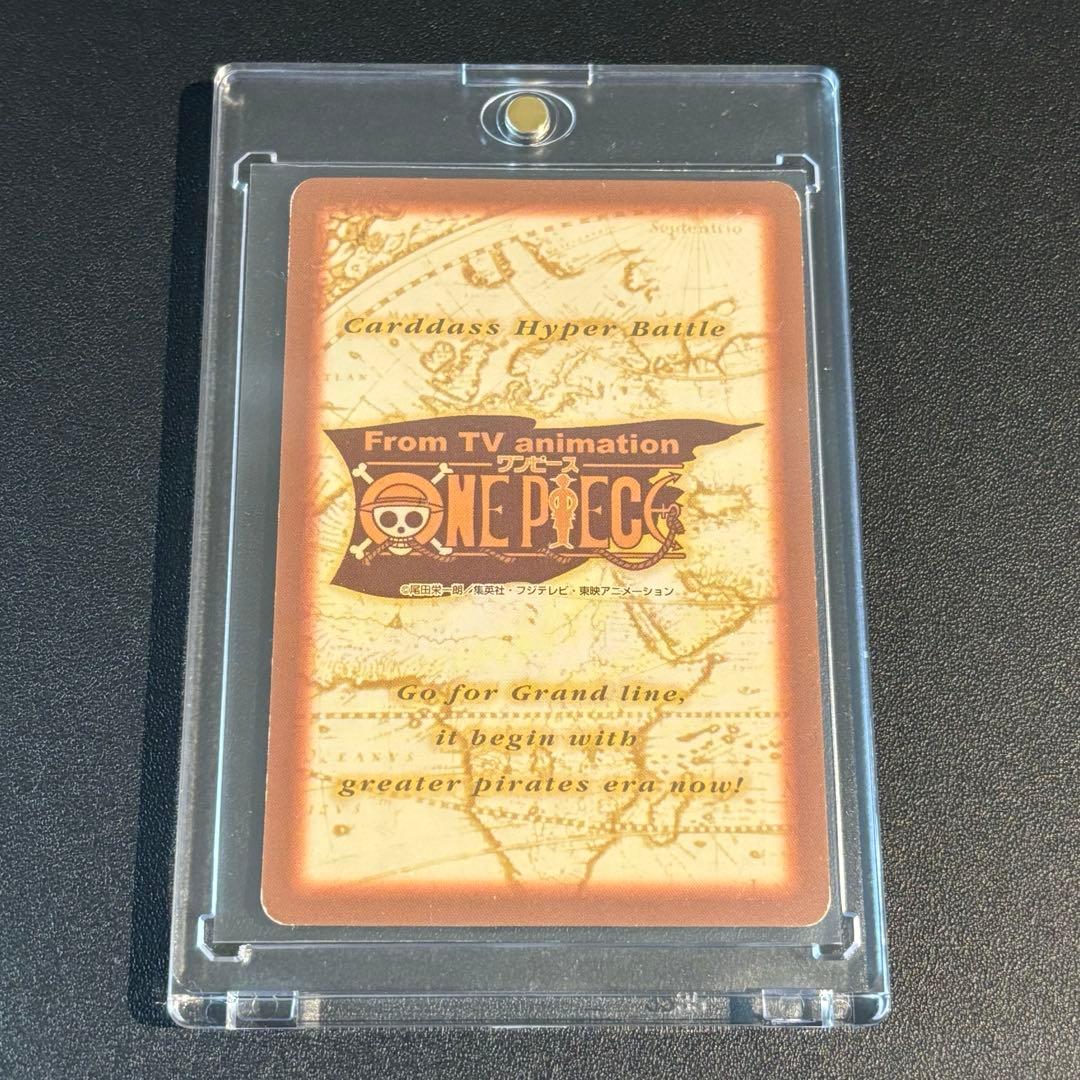 Septentrio
Carddass Hyper Battle
From TV animation
ワンピース
ONE PIECE
©尾田栄一郎/集英社・フジテレビ・東映アニメーション
Go for Grand line,
it begin with
greater pirates era now!